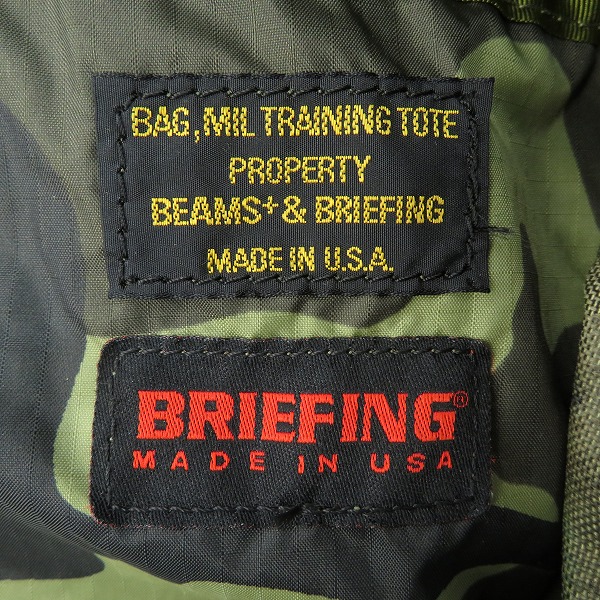 BAG, MIL TRAINING TOTE
PROPERTY
BEAMS+ & BRIEFING
MADE IN U.S.A.
BRIEFING®
MADE IN USA